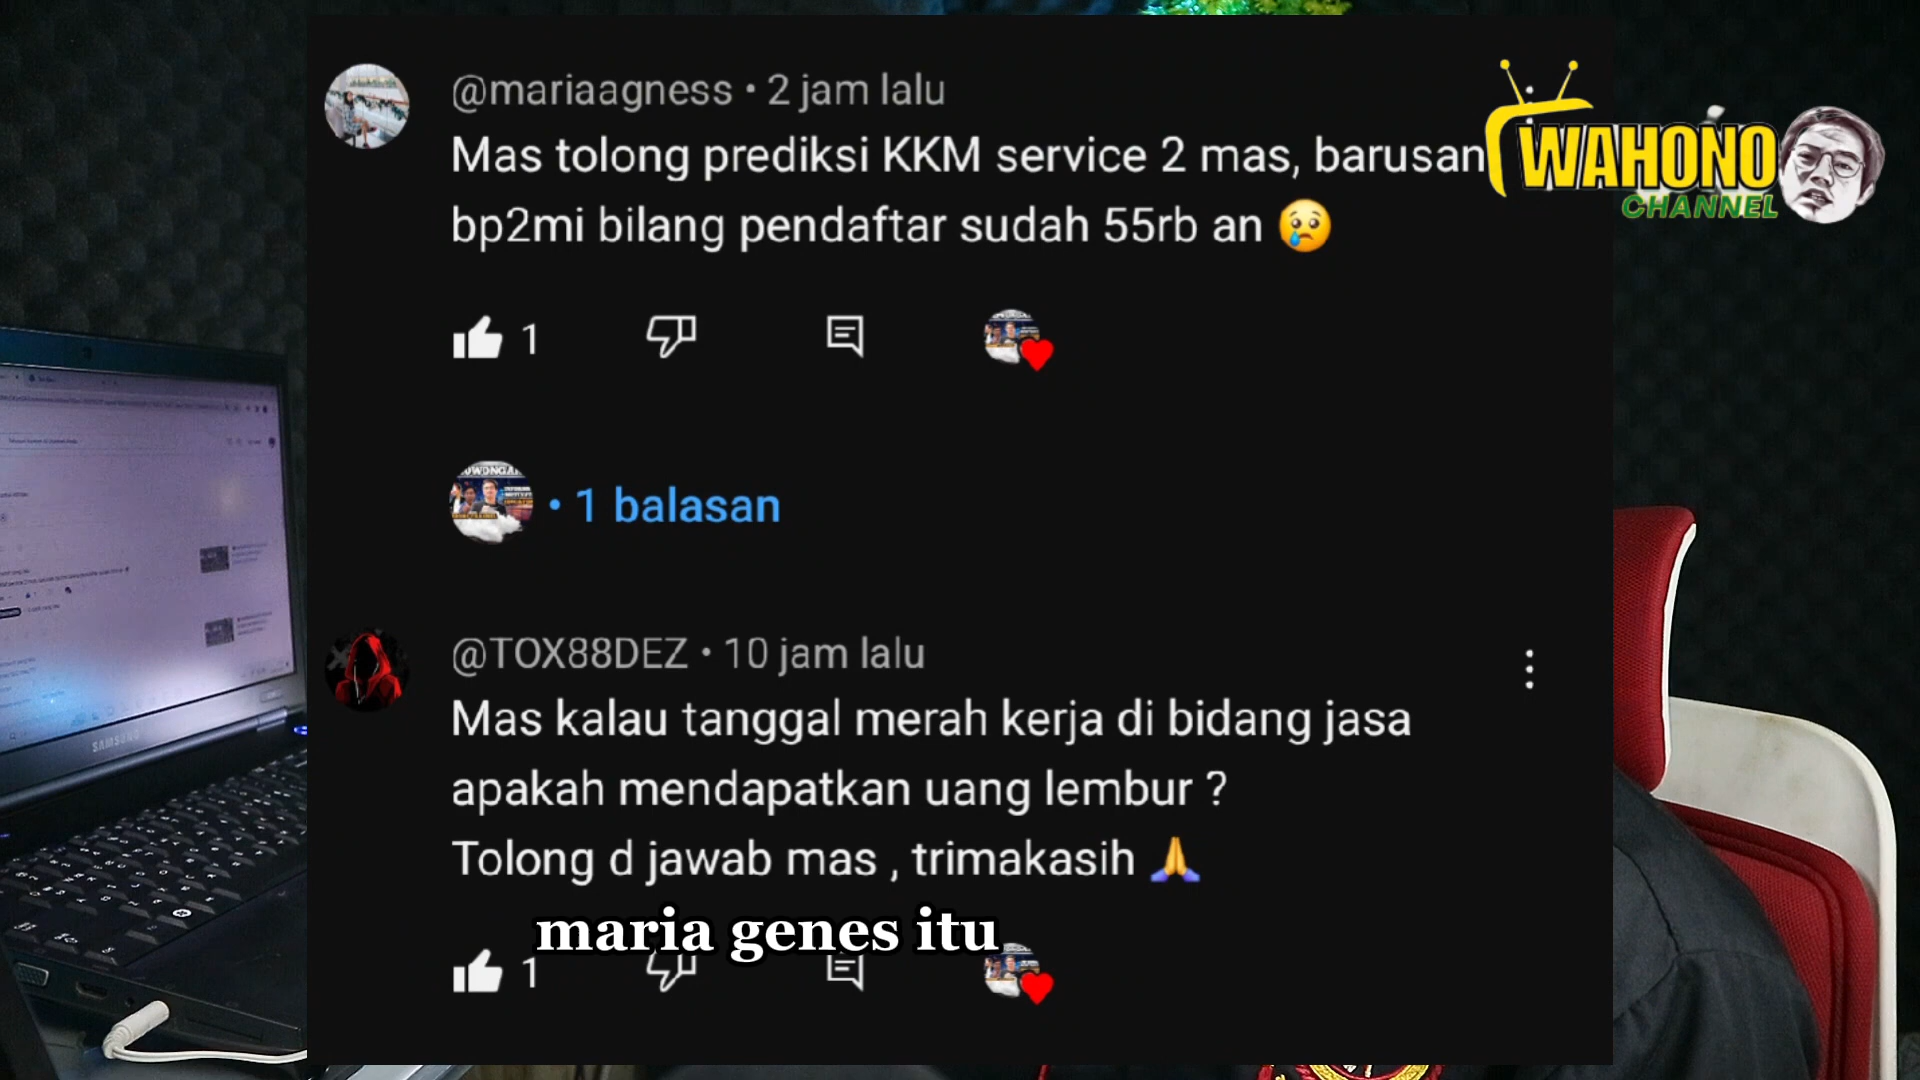 @mariaagness • 2 jam lalu
Mas tolong prediksi KKM service 2 mas, barusan
bp2mi bilang pendaftar sudah 55rb an 😢
1
• 1 balasan
@TOX88DEZ • 10 jam lalu
Mas kalau tanggal merah kerja di bidang jasa
apakah mendapatkan uang lembur ?
Tolong d jawab mas , trimakasih 🙏
maria genes itu
1
WAHONO
CHANNEL
SAMSUNG